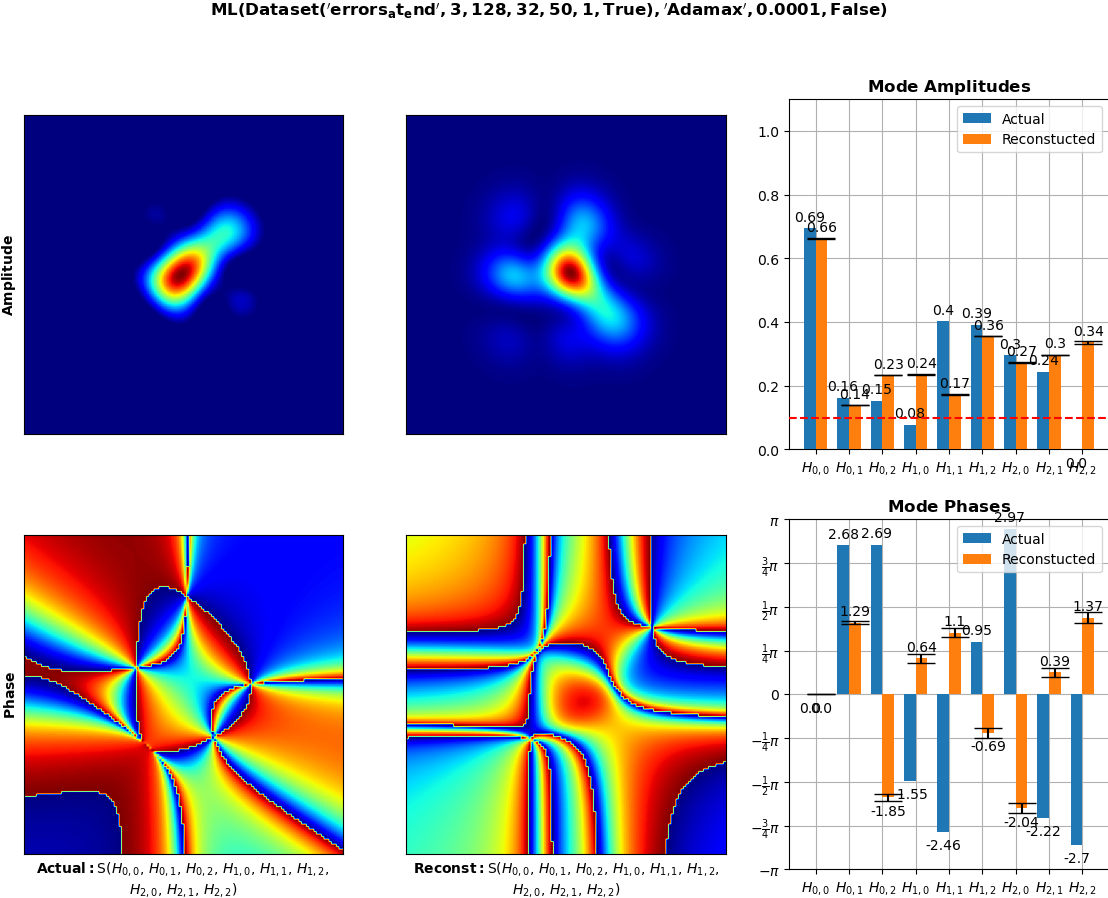 ML(Dataset('errors_at_end', 3, 128, 32, 50, 1, True), 'Adamax', 0.0001, False)
Mode Amplitudes
Amplitude
Actual
Reconstucted
1.0
0.8
0.6
0.4
0.2
0.0
0.69
0.66
0.16
0.14
0.15
0.23
0.08
0.24
0.4
0.17
0.39
0.36
0.3
0.27
0.24
0.3
0.0
0.34
H0,0 H0,1 H0,2 H1,0 H1,1 H1,2 H2,0 H2,1 H2,2
Mode Phases
Phase
Actual
Reconstucted
π
3/4π
1/2π
1/4π
0
−1/4π
−1/2π
−3/4π
−π
0.0
0.0
2.68
1.29
2.69
-1.85
-1.55
0.64
-2.46
1.1
0.95
-0.69
2.97
-2.04
-2.22
0.39
-2.7
1.37
H0,0 H0,1 H0,2 H1,0 H1,1 H1,2 H2,0 H2,1 H2,2
Actual: S(H0,0, H0,1, H0,2, H1,0, H1,1, H1,2,
H2,0, H2,1, H2,2)
Reconst: S(H0,0, H0,1, H0,2, H1,0, H1,1, H1,2,
H2,0, H2,1, H2,2)